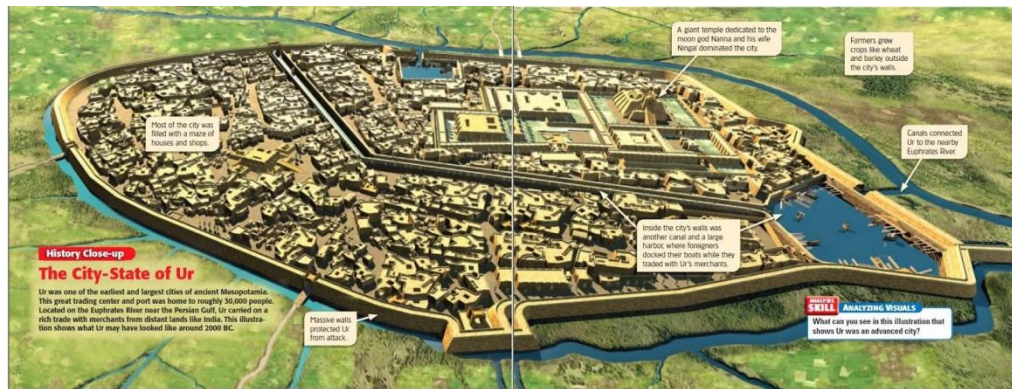 A giant temple dedicated to the
moon god Nanna and his wife
Ningal dominated the city.
Farmers grew
crops like wheat
and barley outside
the city's walls.
Most of the city was
filled with a maze of
houses and shops.
Canals connected
Ur to the nearby
Euphrates River.
Inside the city's walls was
another canal and a large
harbor, where foreigners
docked their boats while they
traded with Ur's merchants.
History Close-up
The City-State of Ur
Ur was one of the earliest and largest cities of ancient Mesopotamia.
This great trading center and port was home to roughly 30,000 people.
Located on the Euphrates River near the Persian Gulf, Ur carried on a
rich trade with merchants from distant lands like India. This illustra-
tion shows what Ur may have looked like around 2000 BC.
Massive walls
protected Ur
from attack.
ANALYSIS
SKILL
ANALYZING VISUALS
What can you see in this illustration that
shows Ur was an advanced city?